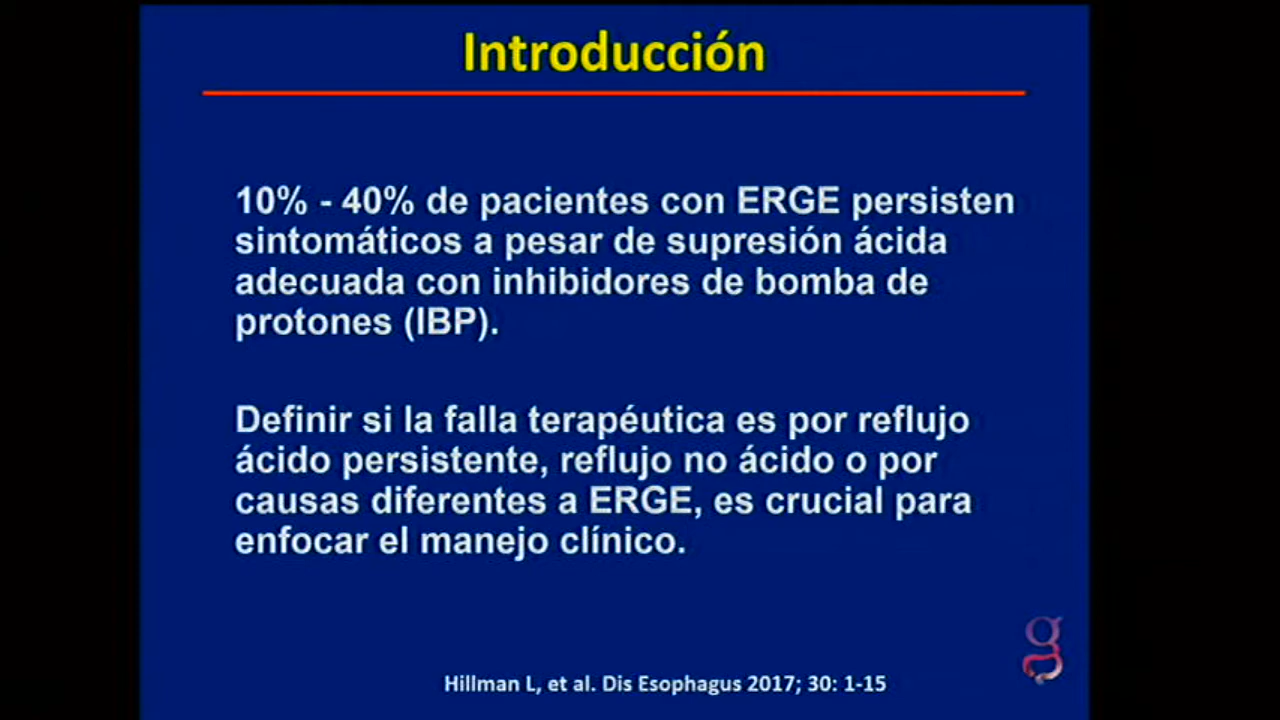 Introducción
10% - 40% de pacientes con ERGE persisten
sintomáticos a pesar de supresión ácida
adecuada con inhibidores de bomba de
protones (IBP).
Definir si la falla terapéutica es por reflujo
ácido persistente, reflujo no ácido o por
causas diferentes a ERGE, es crucial para
enfocar el manejo clínico.
Hillman L, et al. Dis Esophagus 2017; 30: 1-15